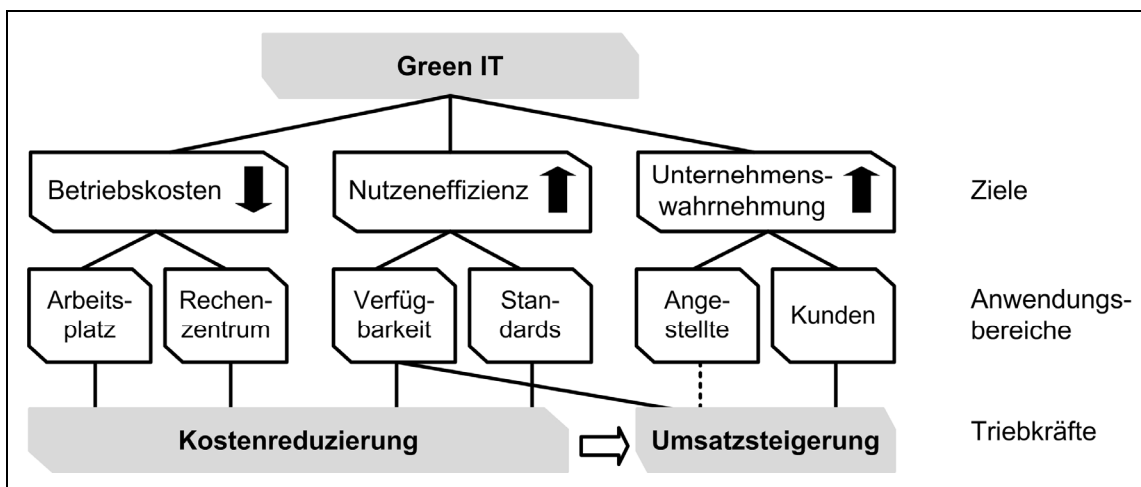 Green IT
Betriebskosten
Nutzeneffizienz
Unternehmens-
wahrnehmung
Ziele
Arbeits-
platz
Rechen-
zentrum
Verfüg-
barkeit
Stan-
dards
Ange-
stellte
Kunden
Anwendungs-
bereiche
Kostenreduzierung
Umsatzsteigerung
Triebkräfte